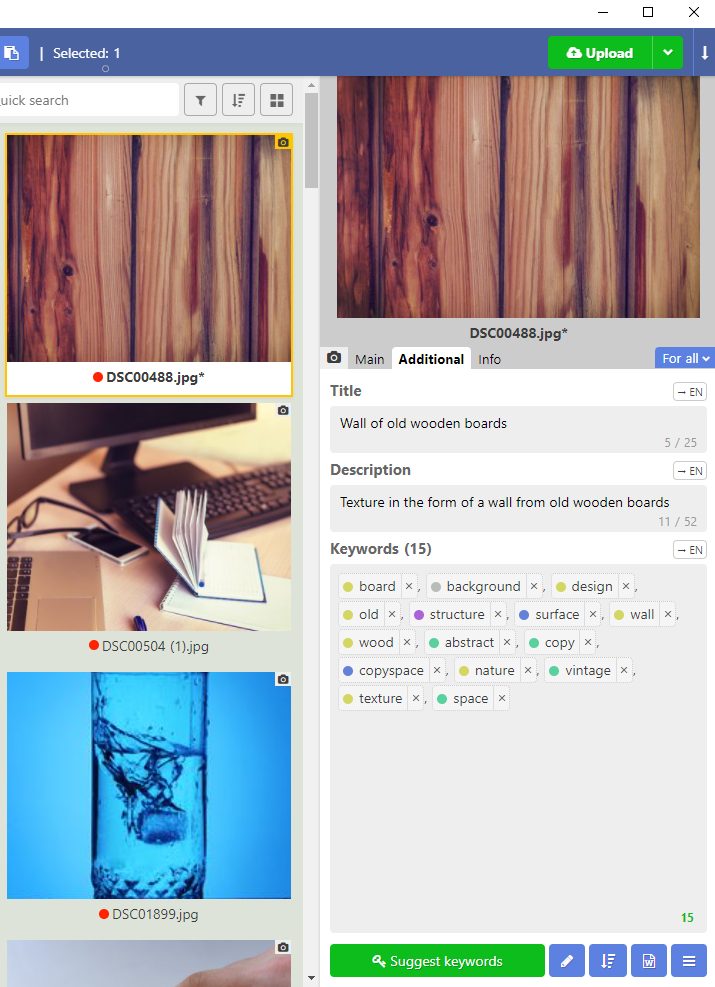 | Selected: 1
Upload
uick search
DSC00488.jpg*
DSC00504 (1).jpg
DSC01899.jpg
DSC00488.jpg*
Main Additional Info
For all
Title
→ EN
Wall of old wooden boards
5 / 25
Description
→ EN
Texture in the form of a wall from old wooden boards
11 / 52
Keywords (15)
→ EN
board ×, background ×, design ×,
old ×, structure ×, surface ×, wall ×,
wood ×, abstract ×, copy ×,
copyspace ×, nature ×, vintage ×,
texture ×, space ×
15
Suggest keywords